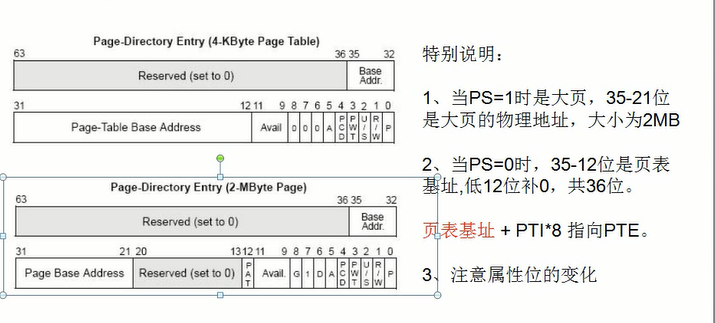 Page-Directory Entry (4-KByte Page Table)
63 36 35 32
Reserved (set to 0) Base Addr.
31 12 11 9 8 7 6 5 4 3 2 1 0
Page-Table Base Address Avail 0 0 0 A PCD PWT U/S R/W P
Page-Directory Entry (2-MByte Page)
63 36 35 32
Reserved (set to 0) Base Addr.
31 21 20 13 12 11 9 8 7 6 5 4 3 2 1 0
Page Base Address Reserved (set to 0) PAT Avail. G 1 D A PCD PWT U/S R/W P
特别说明：
1、当PS=1时是大页，35-21位
是大页的物理地址，大小为2MB
2、当PS=0时，35-12位是页表
基址,低12位补0，共36位。
页表基址 + PTI*8 指向PTE。
3、注意属性位的变化